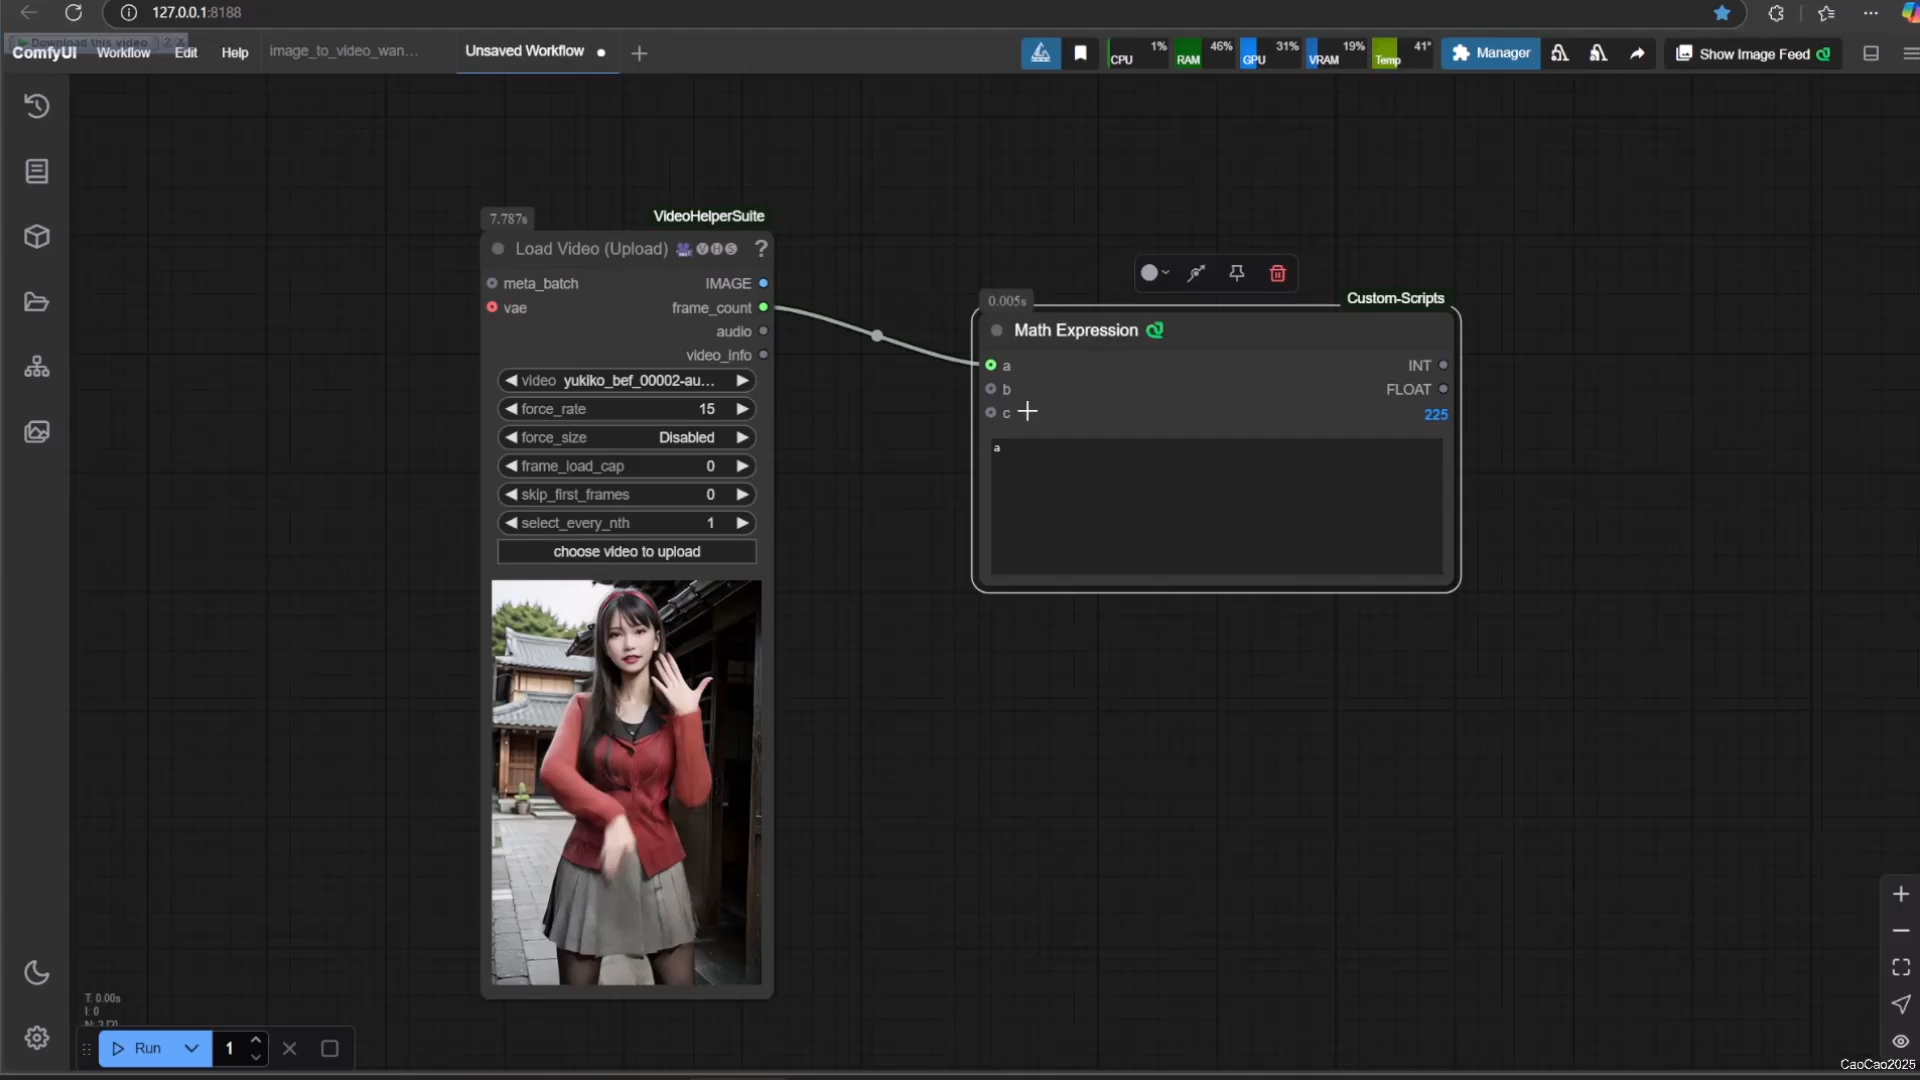 127.0.0.1:8188
Download this video ? X
ComfyUI Workflow Edit Help image_to_video_wan... Unsaved Workflow
CPU 1% RAM 46% GPU 31% VRAM 19% Temp 41° Manager Show Image Feed
7.787s VideoHelperSuite
Load Video (Upload) V H S ?
meta_batch IMAGE
vae frame_count
audio
video_info
video yukiko_bef_00002-au...
force_rate 15
force_size Disabled
frame_load_cap 0
skip_first_frames 0
select_every_nth 1
choose video to upload
0.005s Custom-Scripts
Math Expression
a INT
b FLOAT
c 225
a
T: 0.00s
I: 0
Run 1
CaoCao2025